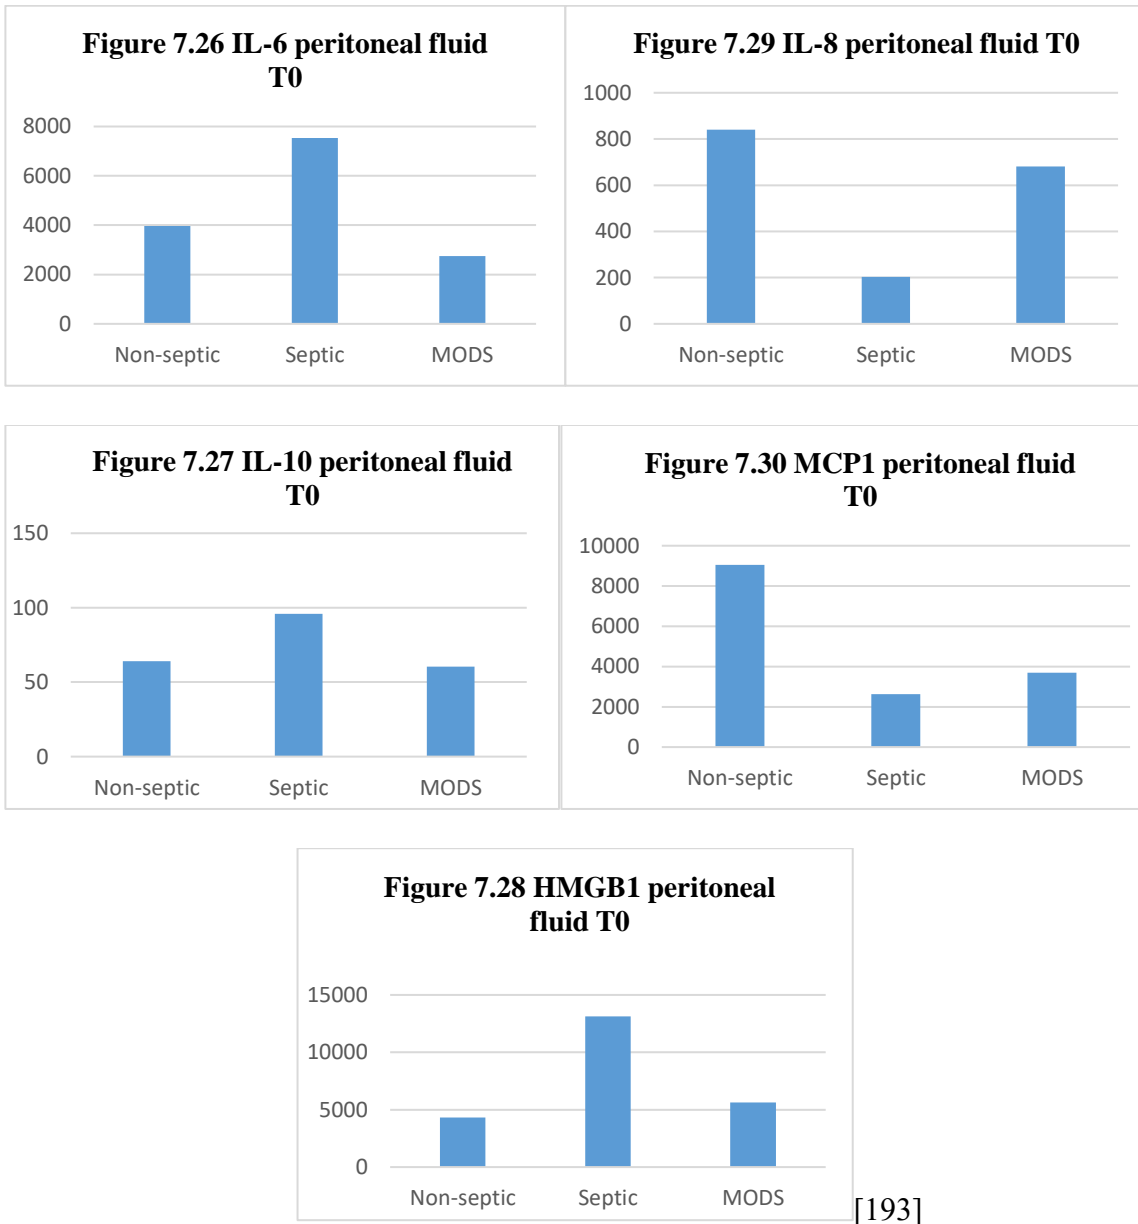 Figure 7.26 IL-6 peritoneal fluid
T0
8000
6000
4000
2000
0
Non-septic Septic MODS
Figure 7.29 IL-8 peritoneal fluid T0
1000
800
600
400
200
0
Non-septic Septic MODS
Figure 7.27 IL-10 peritoneal fluid
T0
150
100
50
0
Non-septic Septic MODS
Figure 7.30 MCP1 peritoneal fluid
T0
10000
8000
6000
4000
2000
0
Non-septic Septic MODS
Figure 7.28 HMGB1 peritoneal
fluid T0
15000
10000
5000
0
Non-septic Septic MODS
[193]